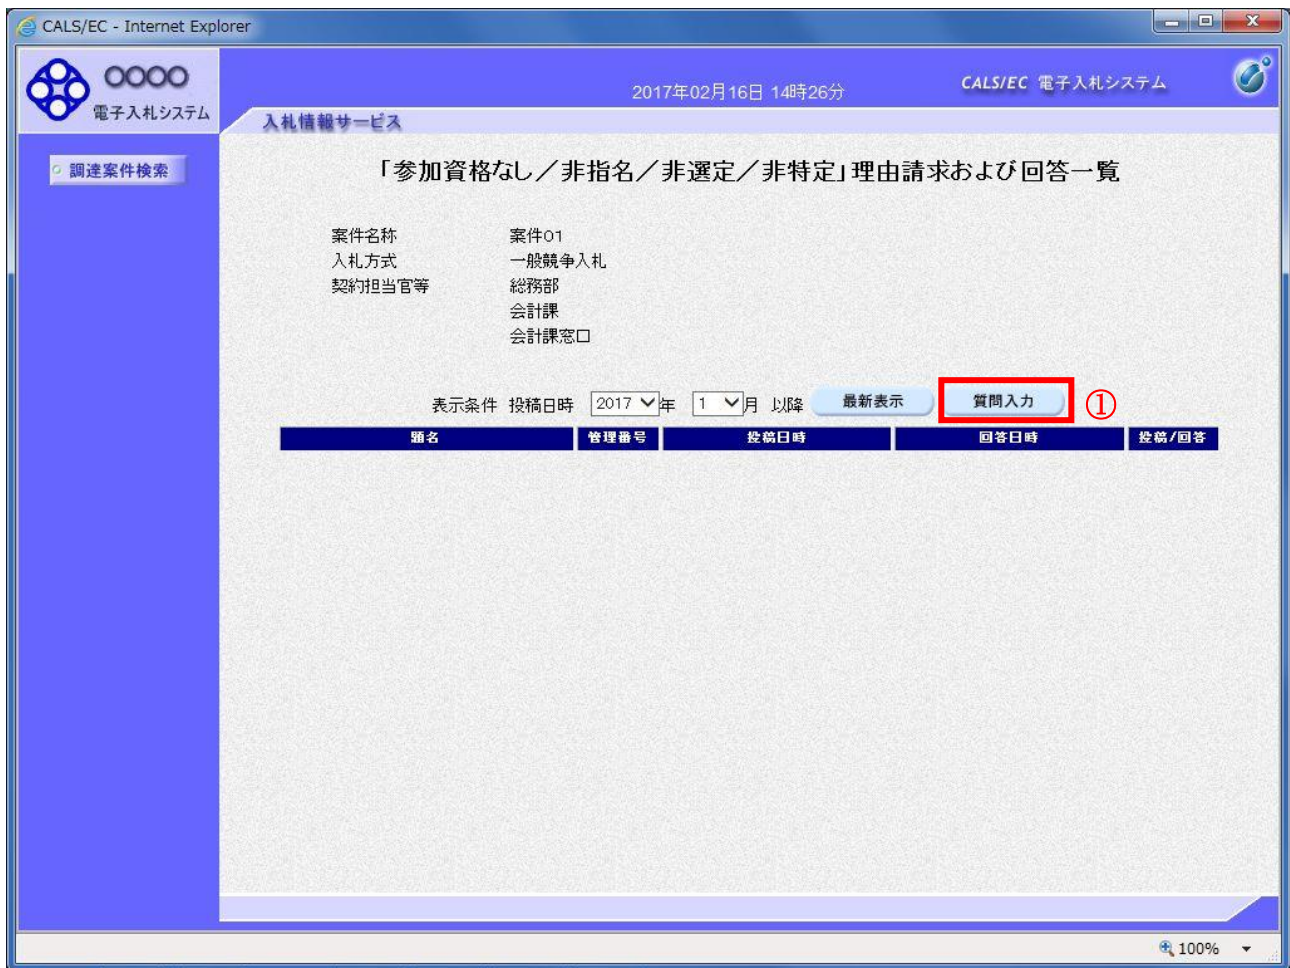 CALS/EC - Internet Explorer
OOOO
電子入札システム
2017年02月16日 14時26分
CALS/EC 電子入札システム
入札情報サービス
調達案件検索
「参加資格なし／非指名／非選定／非特定」理由請求および回答一覧
案件名称 案件01
入札方式 一般競争入札
契約担当官等 総務部
会計課
会計課窓口
表示条件 投稿日時 2017 年 1 月 以降 最新表示 質問入力 ①
題名 管理番号 投稿日時 回答日時 投稿/回答
100%